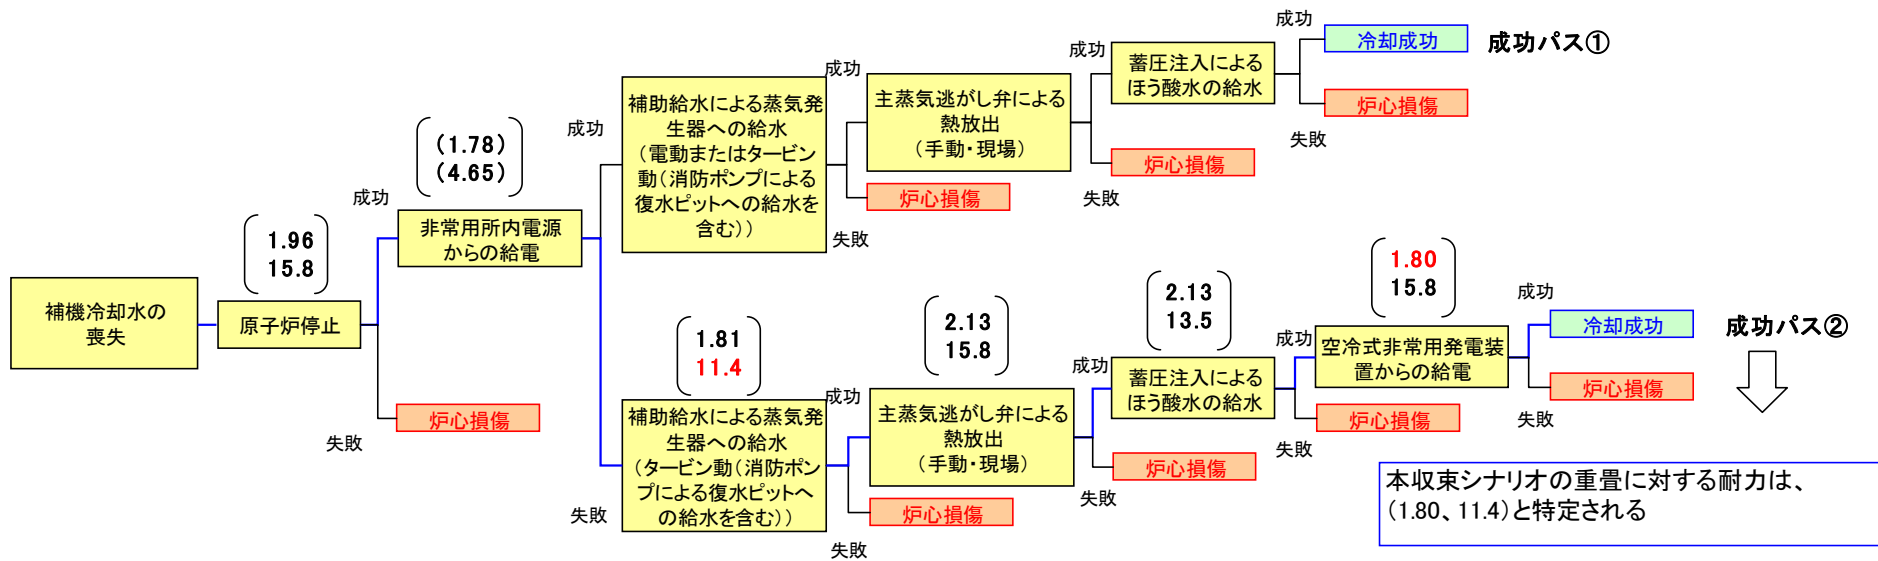 補機冷却水の
喪失
1.96
15.8
原子炉停止
成功
失敗
炉心損傷
(1.78)
(4.65)
非常用所内電源
からの給電
成功
失敗
補助給水による蒸気発
生器への給水
(電動またはタービン
動(消防ポンプによる
復水ピットへの給水を
含む))
成功
失敗
炉心損傷
主蒸気逃がし弁による
熱放出
(手動・現場)
成功
失敗
炉心損傷
蓄圧注入による
ほう酸水の給水
成功
失敗
炉心損傷
冷却成功
成功パス①
1.81
11.4
補助給水による蒸気発
生器への給水
(タービン動(消防ポン
プによる復水ピットへ
の給水を含む))
成功
失敗
炉心損傷
2.13
15.8
主蒸気逃がし弁による
熱放出
(手動・現場)
成功
失敗
炉心損傷
2.13
13.5
蓄圧注入による
ほう酸水の給水
成功
失敗
炉心損傷
1.80
15.8
空冷式非常用発電装
置からの給電
成功
失敗
炉心損傷
冷却成功
成功パス②
本収束シナリオの重畳に対する耐力は、
(1.80、11.4)と特定される